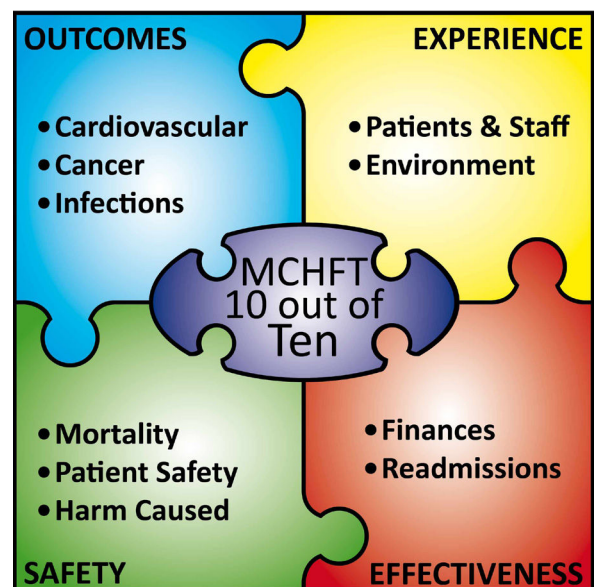 OUTCOMES
• Cardiovascular
• Cancer
• Infections
EXPERIENCE
• Patients & Staff
• Environment
MCHFT
10 out of
Ten
• Mortality
• Patient Safety
• Harm Caused
SAFETY
• Finances
• Readmissions
EFFECTIVENESS